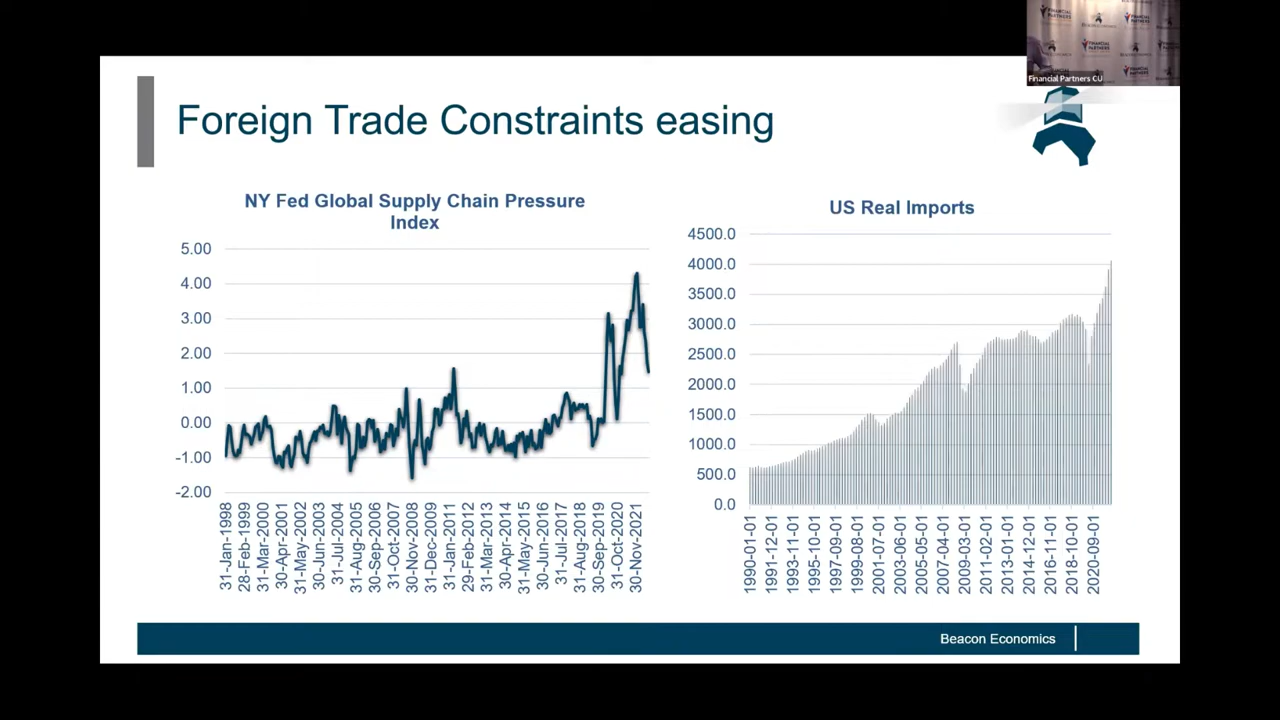 Financial Partners CU
Foreign Trade Constraints easing
NY Fed Global Supply Chain Pressure
Index
5.00
4.00
3.00
2.00
1.00
0.00
-1.00
-2.00
31-Jan-1998
28-Feb-1999
31-Mar-2000
30-Apr-2001
31-May-2002
30-Jun-2003
31-Jul-2004
31-Aug-2005
30-Sep-2006
31-Oct-2007
30-Nov-2008
31-Dec-2009
31-Jan-2011
29-Feb-2012
31-Mar-2013
30-Apr-2014
31-May-2015
30-Jun-2016
31-Jul-2017
31-Aug-2018
30-Sep-2019
31-Oct-2020
30-Nov-2021
US Real Imports
4500.0
4000.0
3500.0
3000.0
2500.0
2000.0
1500.0
1000.0
500.0
0.0
1990-01-01
1991-12-01
1993-11-01
1995-10-01
1997-09-01
1999-08-01
2001-07-01
2003-06-01
2005-05-01
2007-04-01
2009-03-01
2011-02-01
2013-01-01
2014-12-01
2016-11-01
2018-10-01
2020-09-01
Beacon Economics